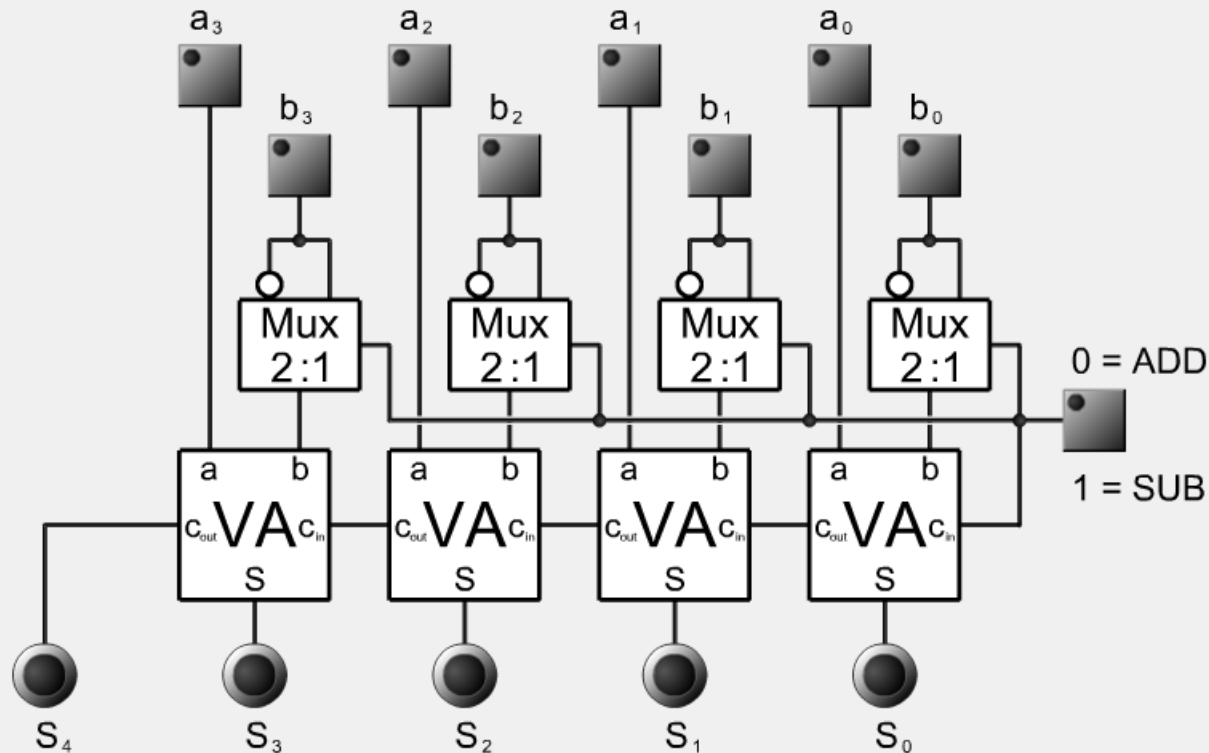 a₃ a₂ a₁ a₀
b₃ b₂ b₁ b₀
Mux Mux Mux Mux
2:1 2:1 2:1 2:1
0 = ADD
a b a b a b a b
1 = SUB
Cout VA Cin Cout VA Cin Cout VA Cin Cout VA Cin
S S S S
S₄ S₃ S₂ S₁ S₀